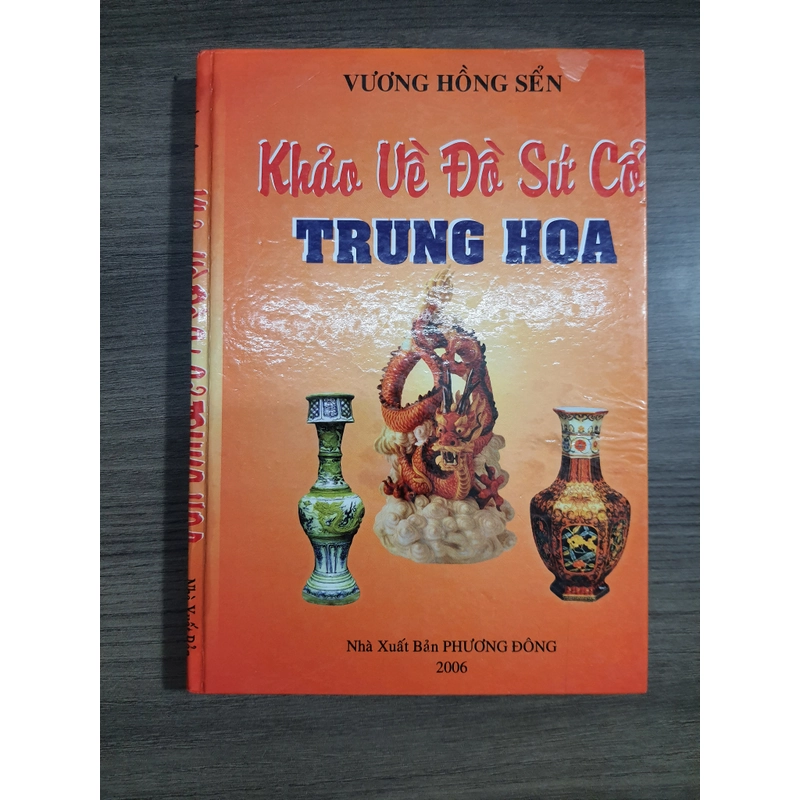 VƯƠNG HỒNG SỂN
Khảo Về Đồ Sứ Cổ
TRUNG HOA
Nhà Xuất Bản PHƯƠNG ĐÔNG
2006